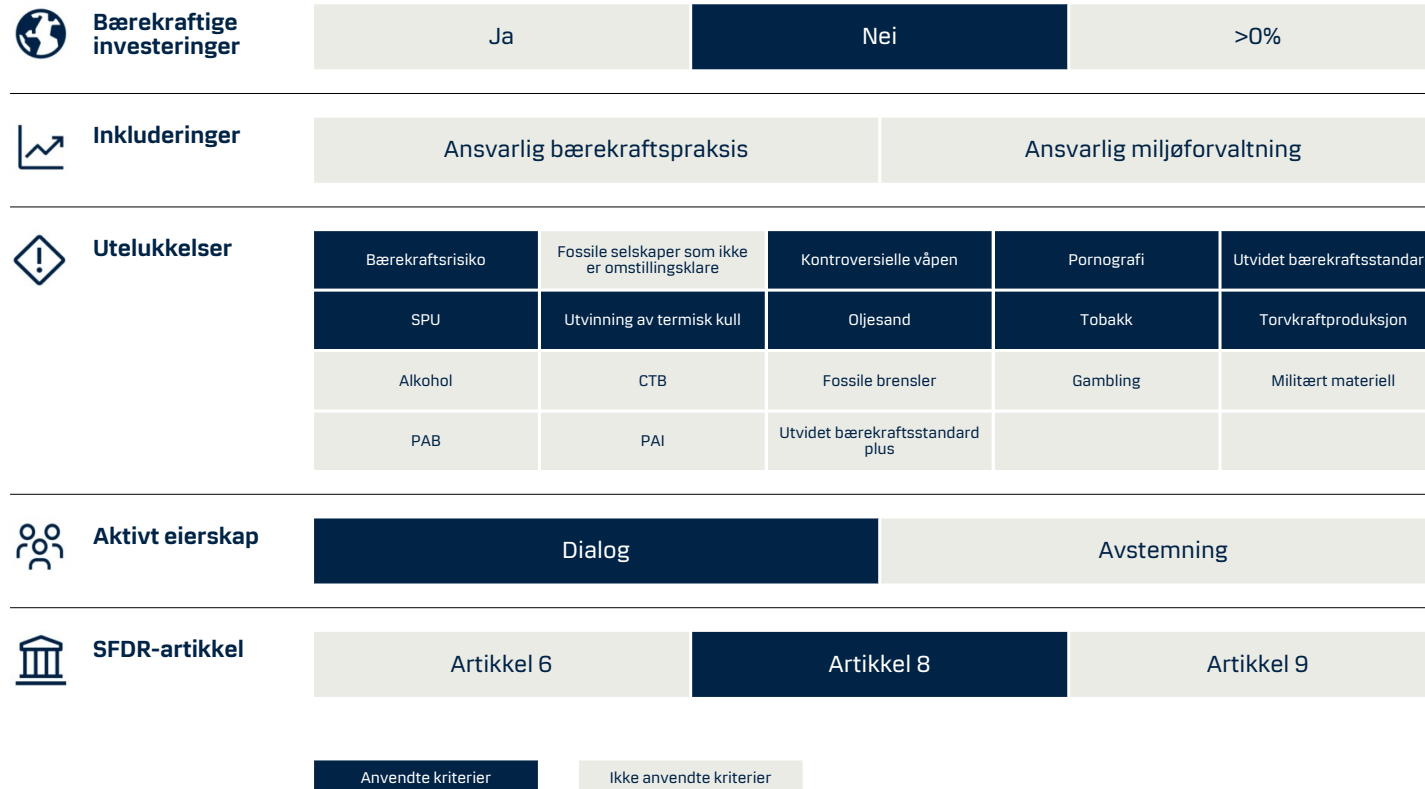 Bærekraftige
investeringer
Ja
Nei
>0%
Inkluderinger
Ansvarlig bærekraftspraksis
Ansvarlig miljøforvaltning
Utelukkelser
Bærekraftsrisiko
Fossile selskaper som ikke
er omstillingsklare
Kontroversielle våpen
Pornografi
Utvidet bærekraftsstandar
SPU
Utvinning av termisk kull
Oljesand
Tobakk
Torvkraftproduksjon
Alkohol
CTB
Fossile brensler
Gambling
Militært materiell
PAB
PAI
Utvidet bærekraftsstandard
plus
Aktivt eierskap
Dialog
Avstemning
SFDR-artikkel
Artikkel 6
Artikkel 8
Artikkel 9
Anvendte kriterier
Ikke anvendte kriterier